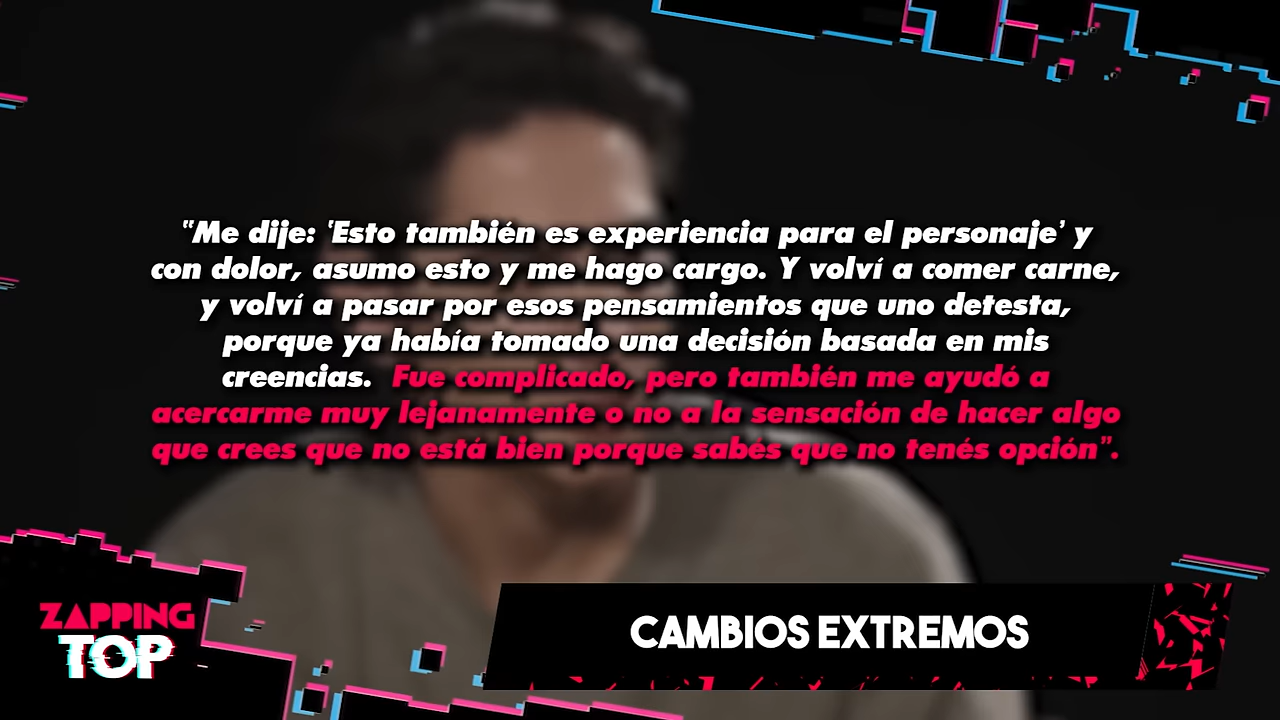 "Me dije: 'Esto también es experiencia para el personaje' y
con dolor, asumo esto y me hago cargo. Y volví a comer carne,
y volví a pasar por esos pensamientos que uno detesta,
porque ya había tomado una decisión basada en mis
creencias. Fue complicado, pero también me ayudó a
acercarme muy lejanamente o no a la sensación de hacer algo
que crees que no está bien porque sabés que no tenés opción".
ZAPPING
TOP
CAMBIOS EXTREMOS